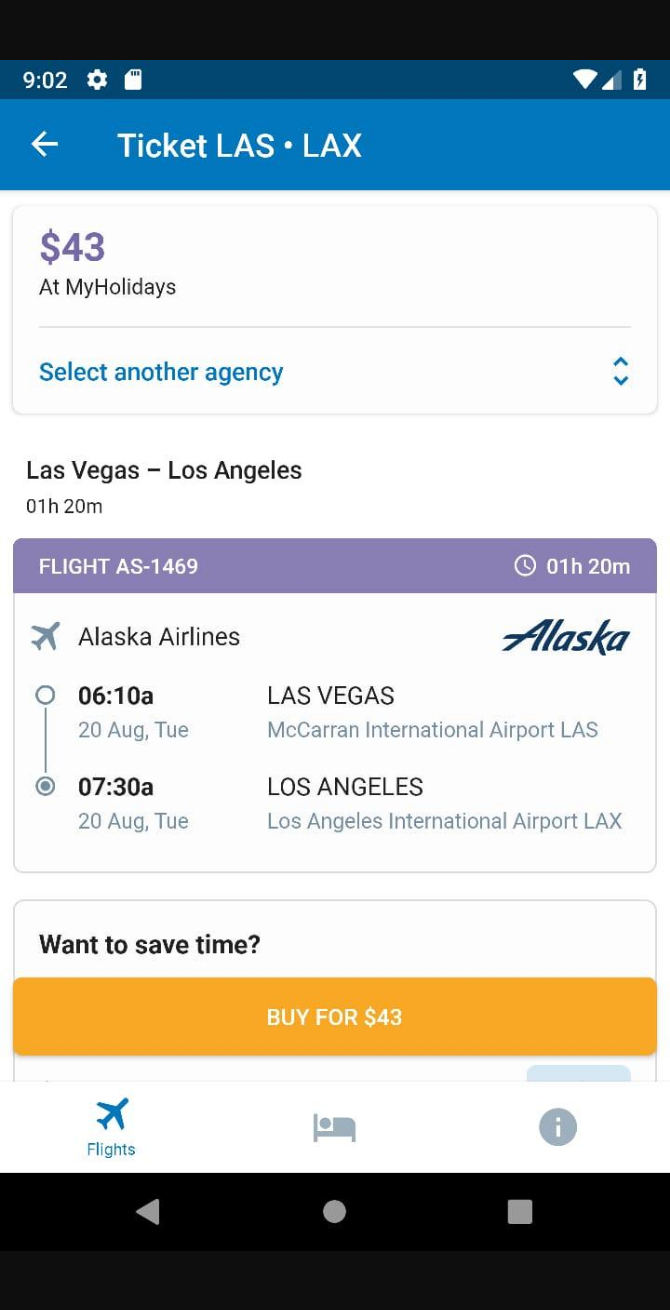 9:02
Ticket LAS • LAX
$43
At MyHolidays
Select another agency
Las Vegas – Los Angeles
01h 20m
FLIGHT AS-1469 01h 20m
Alaska Airlines Alaska
06:10a LAS VEGAS
20 Aug, Tue McCarran International Airport LAS
07:30a LOS ANGELES
20 Aug, Tue Los Angeles International Airport LAX
Want to save time?
BUY FOR $43
Flights